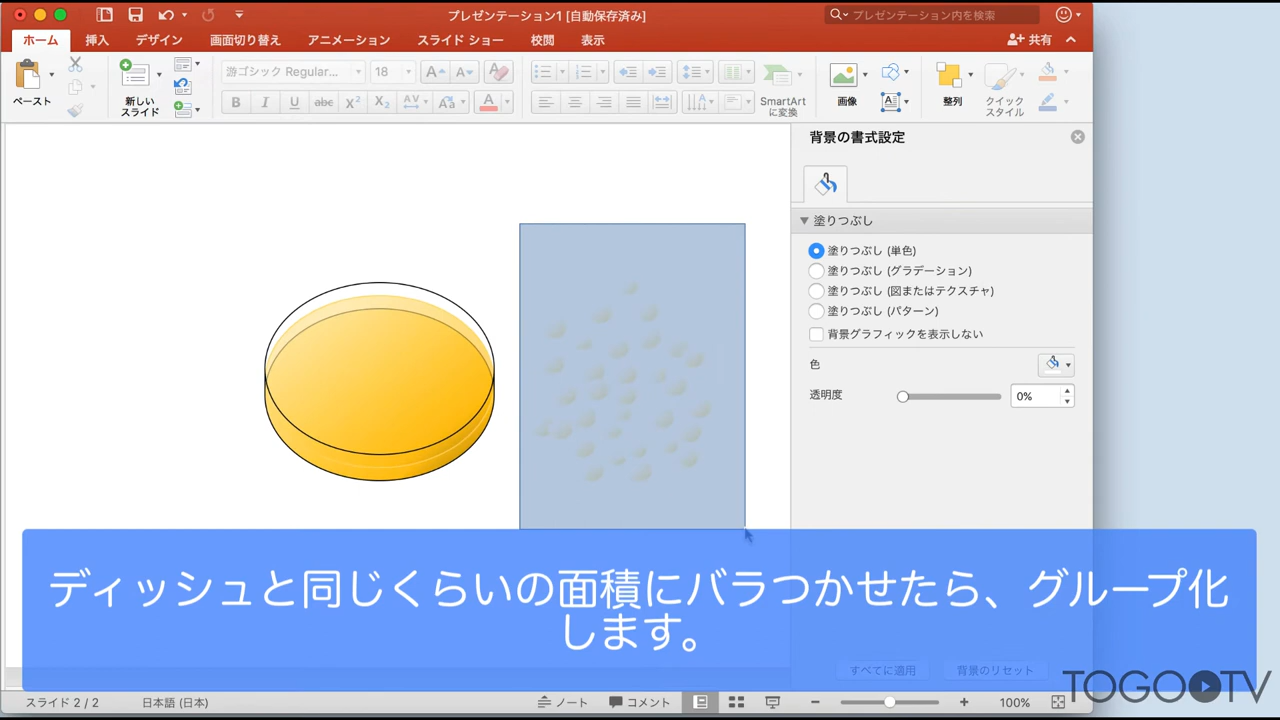 プレゼンテーション1 [自動保存済み]
プレゼンテーション内を検索
ホーム 挿入 デザイン 画面切り替え アニメーション スライド ショー 校閲 表示 共有
ペースト
新しい
スライド
游ゴシック Regular... 18
B I U abc X² X₂ AV Aa A
SmartArt
に変換
画像
整列
クイック
スタイル
背景の書式設定
塗りつぶし
塗りつぶし (単色)
塗りつぶし (グラデーション)
塗りつぶし (図またはテクスチャ)
塗りつぶし (パターン)
背景グラフィックを表示しない
色
透明度 0%
ディッシュと同じくらいの面積にバラつかせたら、グループ化
します。
すべてに適用 背景のリセット
TOGO TV
スライド 2 / 2 日本語 (日本) ノート コメント 100%